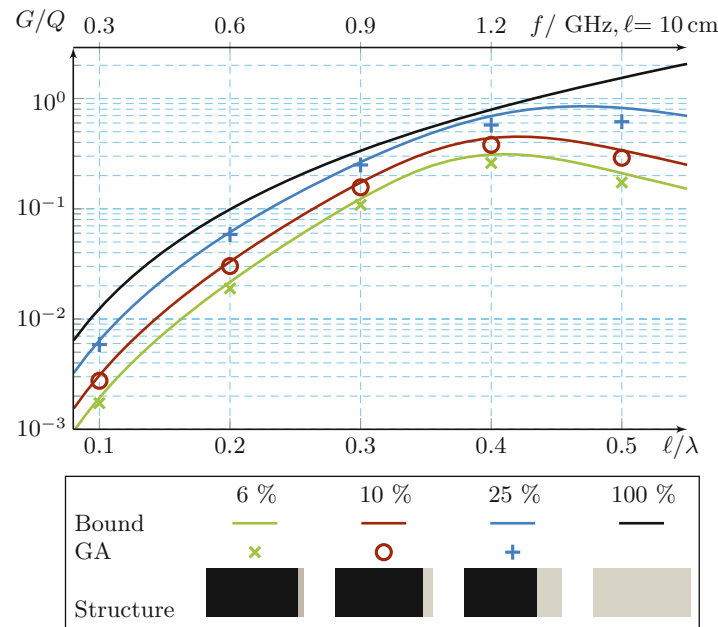 G/Q 0.3 0.6 0.9 1.2 f/ GHz, ℓ= 10 cm
10⁰
10⁻¹
10⁻²
10⁻³
0.1 0.2 0.3 0.4 0.5 ℓ/λ
6 % 10 % 25 % 100 %
Bound
GA
Structure